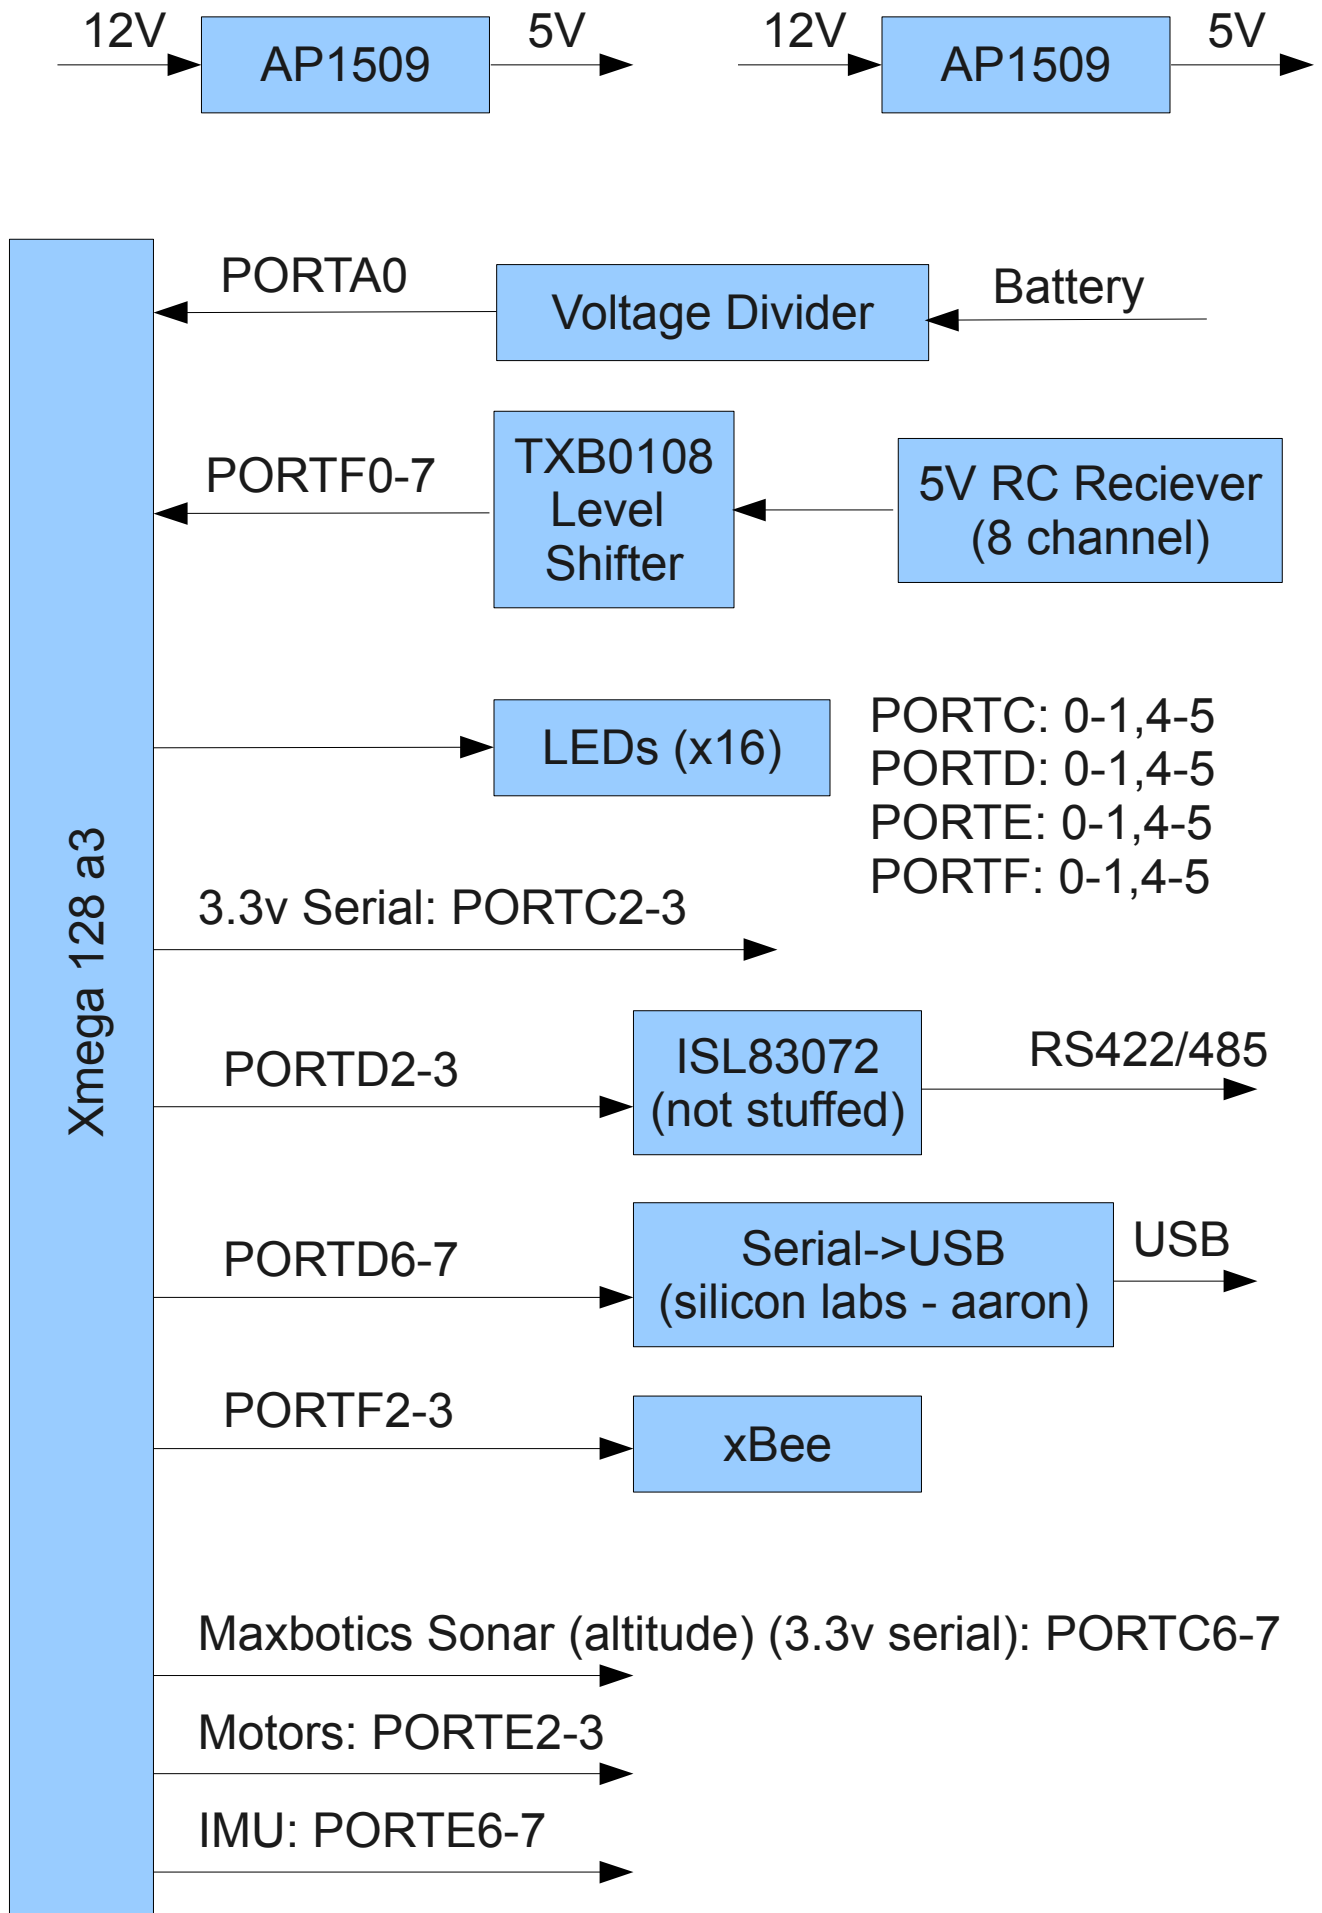 12V
AP1509
5V
12V
AP1509
5V
PORTA0
Voltage Divider
Battery
PORTF0-7
TXB0108
Level
Shifter
5V RC Reciever
(8 channel)
LEDs (x16)
PORTC: 0-1,4-5
PORTD: 0-1,4-5
PORTE: 0-1,4-5
PORTF: 0-1,4-5
Xmega 128 a3
3.3v Serial: PORTC2-3
PORTD2-3
ISL83072
(not stuffed)
RS422/485
PORTD6-7
Serial->USB
(silicon labs - aaron)
USB
PORTF2-3
xBee
Maxbotics Sonar (altitude) (3.3v serial): PORTC6-7
Motors: PORTE2-3
IMU: PORTE6-7